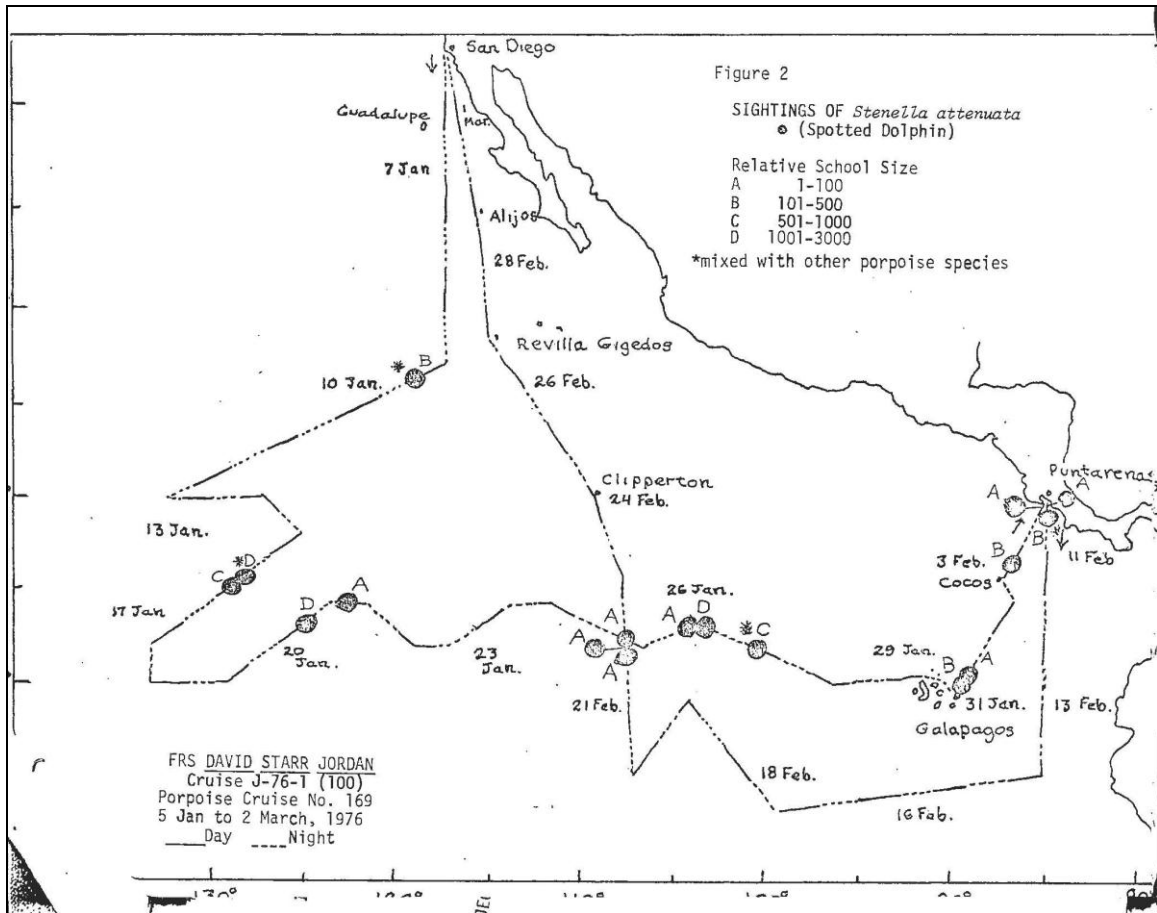 San Diego
Guadalupe
Mar.
7 Jan
Figure 2
SIGHTINGS OF Stenella attenuata
(Spotted Dolphin)
Relative School Size
A 1-100
B 101-500
C 501-1000
D 1001-3000
*mixed with other porpoise species
Alijos
28 Feb.
Revilla Gigedos
26 Feb.
* B
10 Jan.
Clipperton
24 Feb.
Puntarenas
A
A
B
11 Feb
13 Jan.
* D
C
17 Jan
D
A
20
Jan.
23
Jan.
A
A
A
21 Feb.
26 Jan.
A D
* C
3 Feb.
B
Cocos
29 Jan.
B A
31 Jan.
Galapagos
13 Feb.
18 Feb.
16 Feb.
FRS DAVID STARR JORDAN
Cruise J-76-1 (100)
Porpoise Cruise No. 169
5 Jan to 2 March, 1976
Day Night